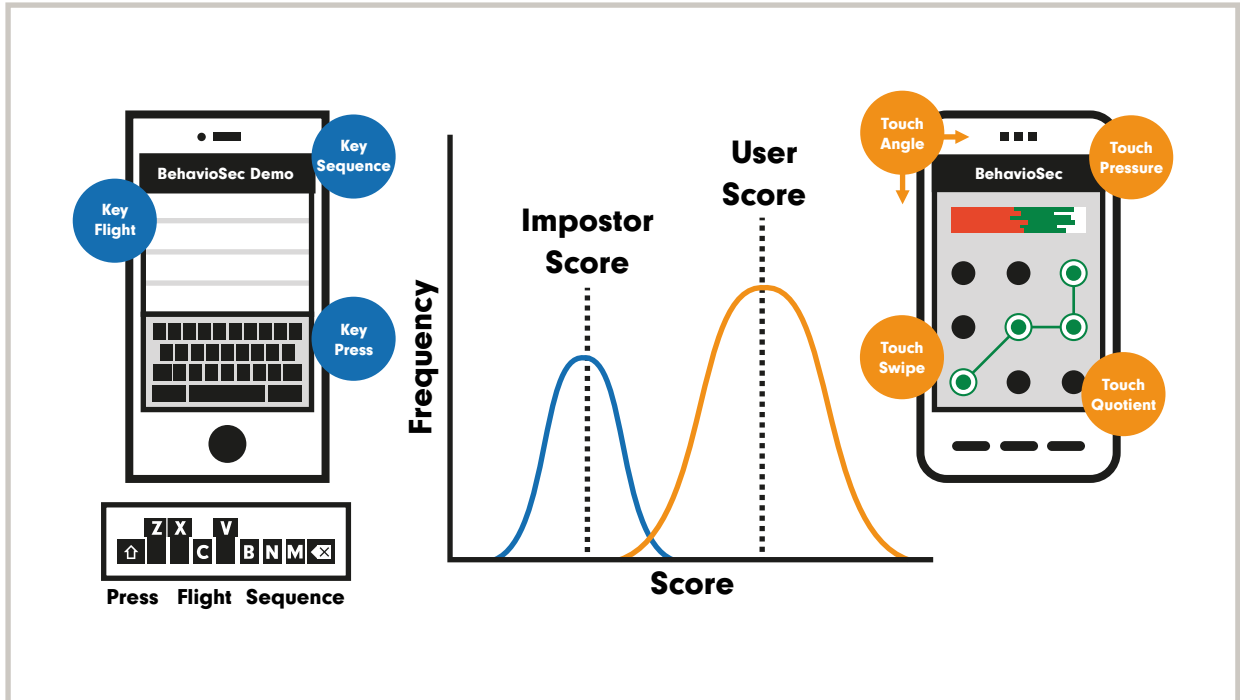 Key
Sequence
BehavioSec Demo
Key
Flight
Key
Press
Z X V
C B N M
Press Flight Sequence
Frequency
Impostor
Score
User
Score
Score
Touch
Angle
Touch
Pressure
BehavioSec
Touch
Swipe
Touch
Quotient